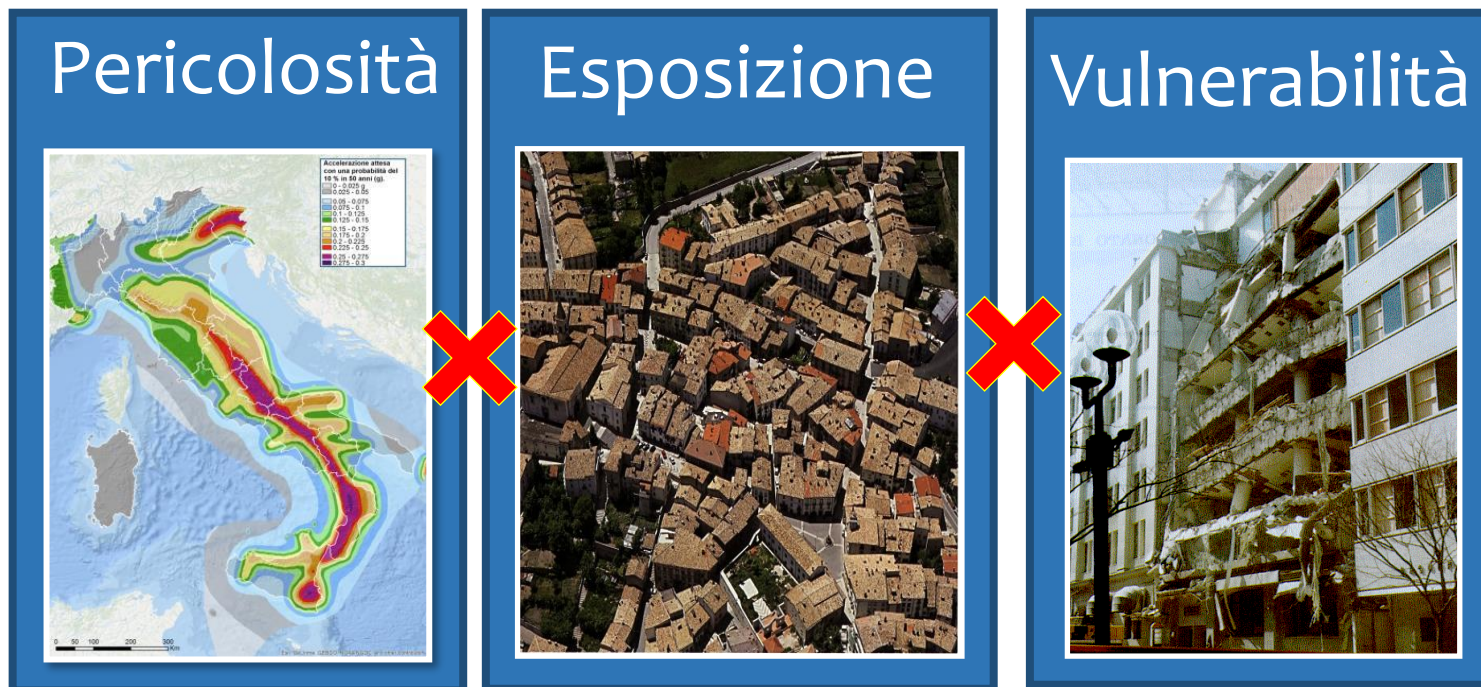 Pericolosità
Esposizione
Vulnerabilità
Accelerazione attesa
con una probabilità del
10 % in 50 anni (g).
0 - 0.025 g
0.025 - 0.05
0.05 - 0.075
0.075 - 0.1
0.1 - 0.125
0.125 - 0.15
0.15 - 0.175
0.175 - 0.2
0.2 - 0.225
0.225 - 0.25
0.25 - 0.275
0.275 - 0.3
0 50 100 200 300
Km